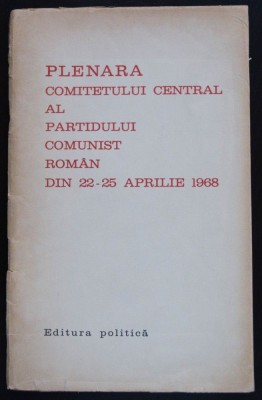 PLENARA
COMITETULUI CENTRAL
AL
PARTIDULUI
COMUNIST
ROMÂN
DIN 22-25 APRILIE 1968
Editura politică